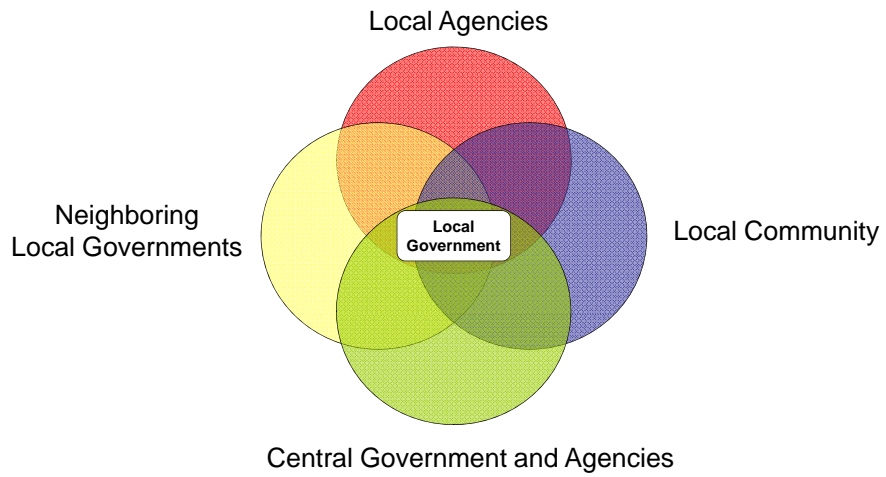 Local Agencies
Neighboring
Local Governments
Local
Government
Local Community
Central Government and Agencies